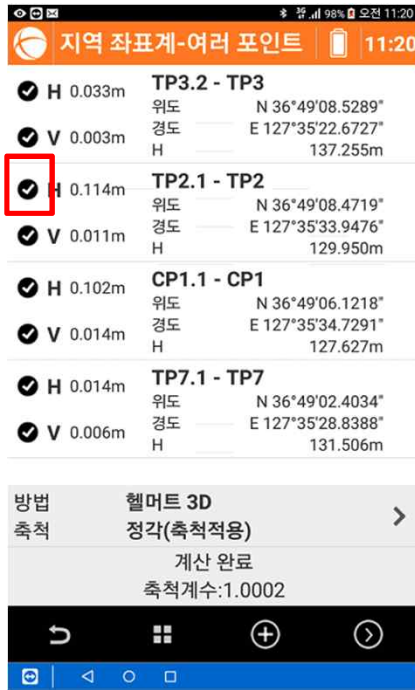 98% 오전 11:20
지역 좌표계-여러 포인트 11:20
H 0.033m TP3.2 - TP3
위도 N 36°49'08.5289"
V 0.003m 경도 E 127°35'22.6727"
H 137.255m
H 0.114m TP2.1 - TP2
위도 N 36°49'08.4719"
V 0.011m 경도 E 127°35'33.9476"
H 129.950m
H 0.102m CP1.1 - CP1
위도 N 36°49'06.1218"
V 0.014m 경도 E 127°35'34.7291"
H 127.627m
H 0.014m TP7.1 - TP7
위도 N 36°49'02.4034"
V 0.006m 경도 E 127°35'28.8388"
H 131.506m
방법 헬머트 3D
축척 정각(축척적용)
계산 완료
축척계수:1.0002